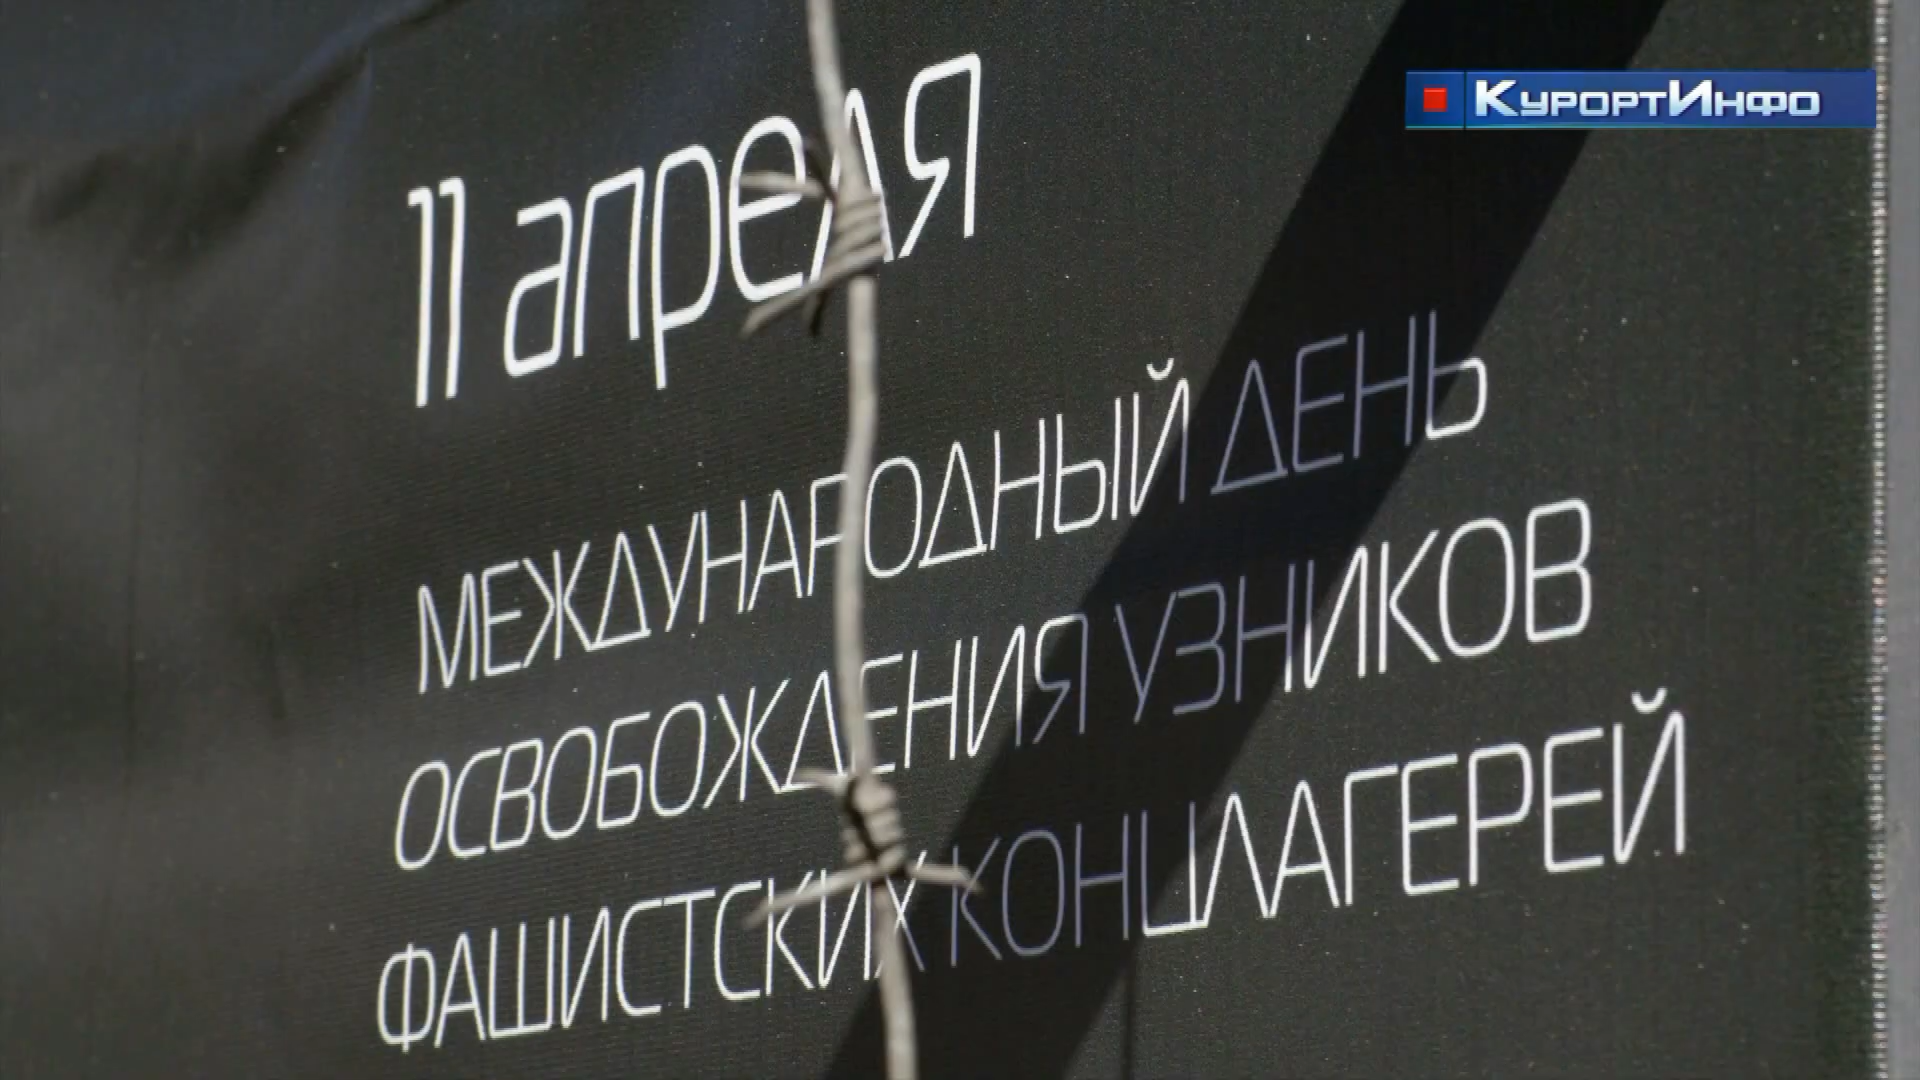 КурортИнфо
11 апреля
МЕЖДУНАРОДНЫЙ ДЕНЬ
ОСВОБОЖДЕНИЯ УЗНИКОВ
ФАШИСТСКИХ КОНЦЛАГЕРЕЙ